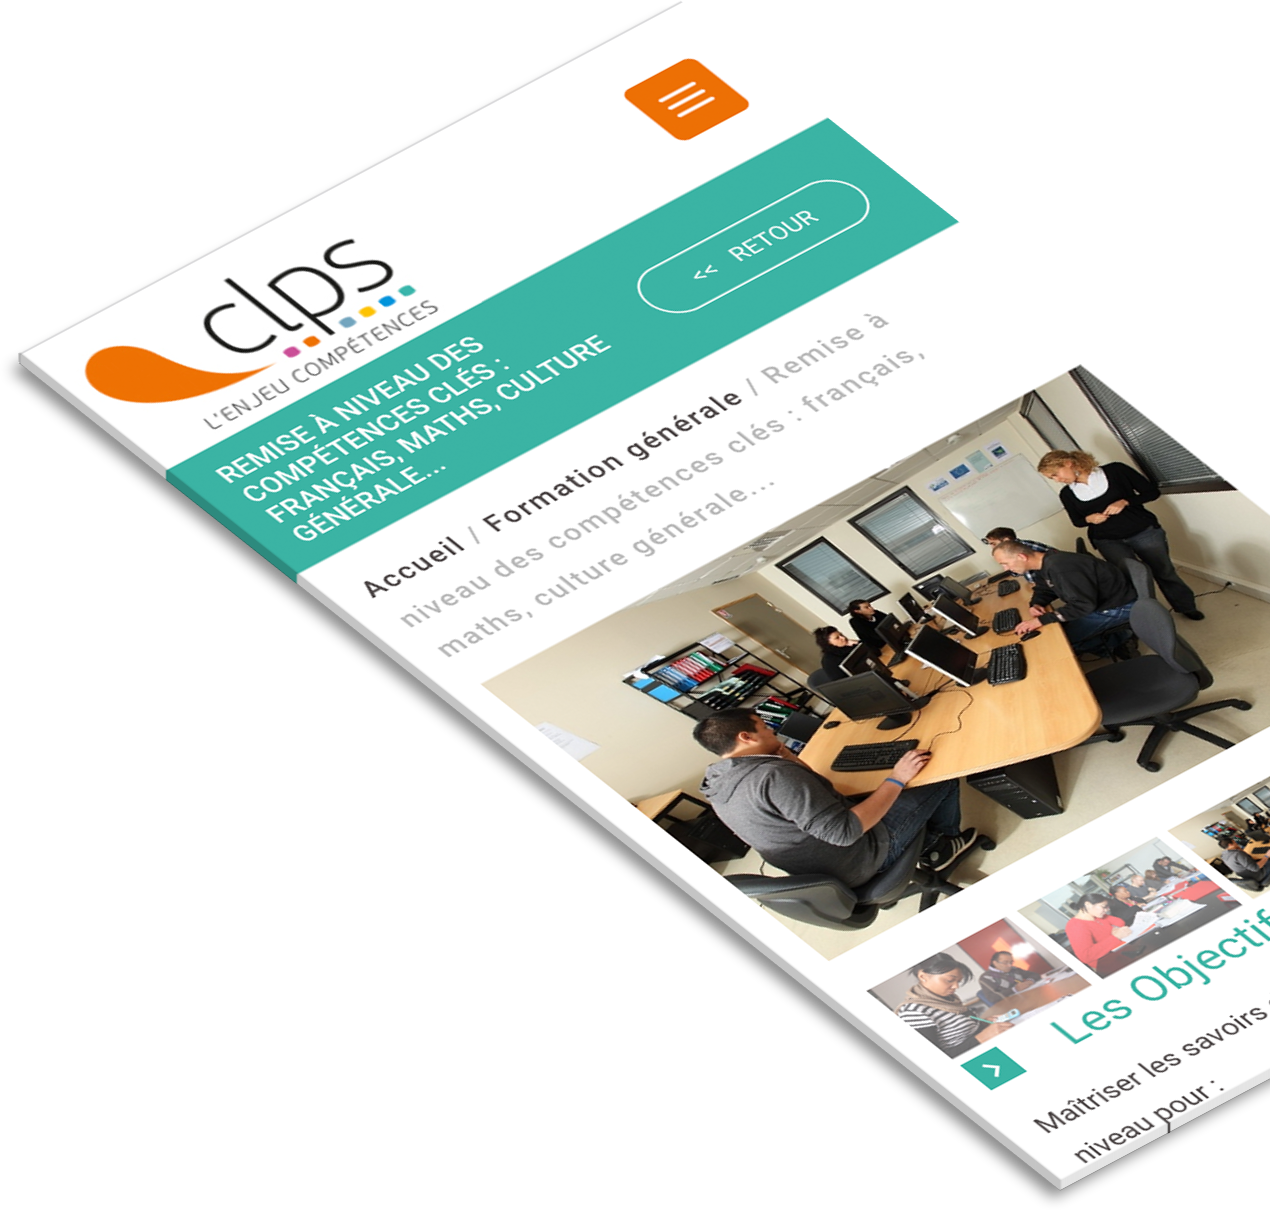 clps
L'ENJEU COMPÉTENCES
<< RETOUR
REMISE À NIVEAU DES
COMPÉTENCES CLÉS :
FRANÇAIS, MATHS, CULTURE
GÉNÉRALE...
Accueil / Formation générale / Remise à
niveau des compétences clés : français,
maths, culture générale...
Les Objectif
Maîtriser les savoirs
niveau pour :